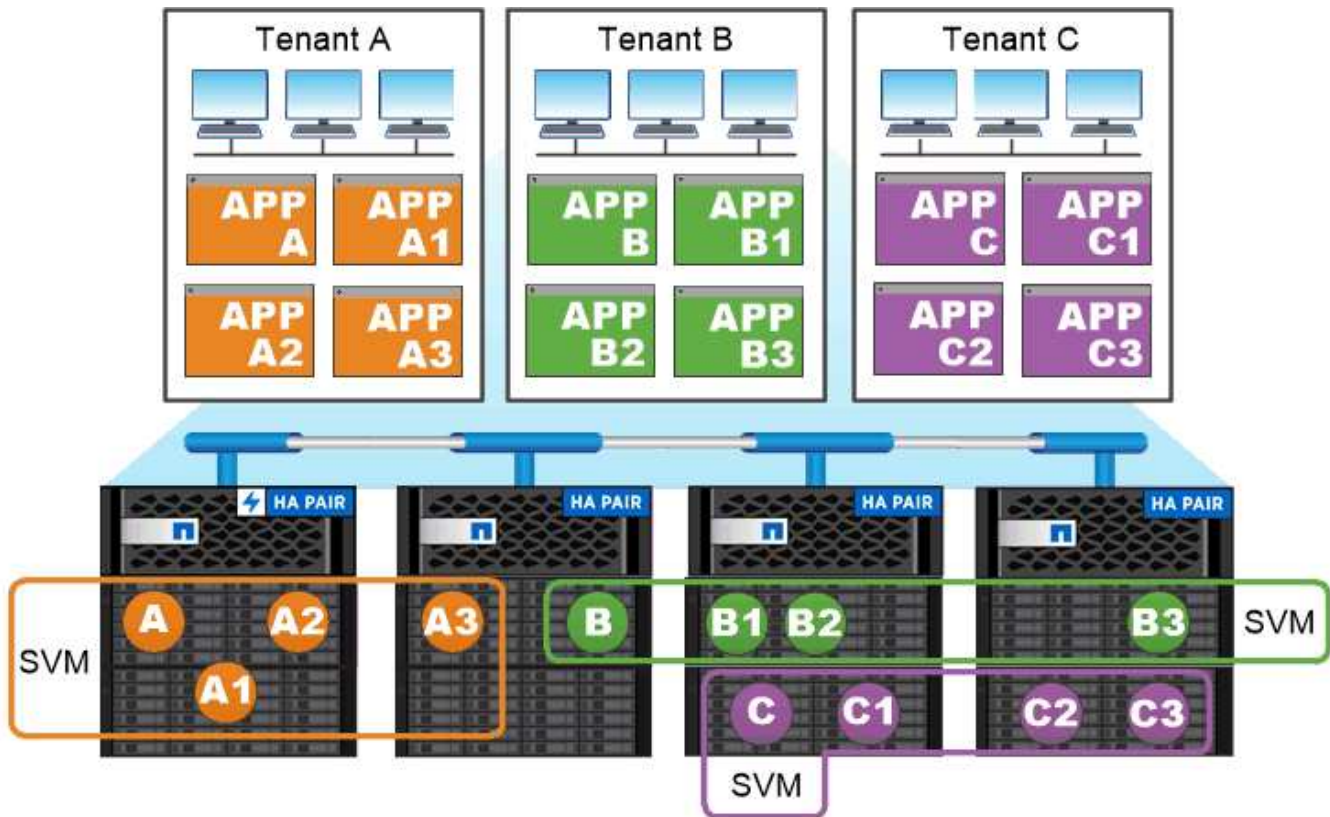 Tenant A
Tenant B
Tenant C
APP
A
APP
A1
APP
B
APP
B1
APP
C
APP
C1
APP
A2
APP
A3
APP
B2
APP
B3
APP
C2
APP
C3
HA PAIR
HA PAIR
HA PAIR
HA PAIR
SVM
A
A2
A1
A3
B
B1
B2
B3
SVM
C
C1
C2
C3
SVM